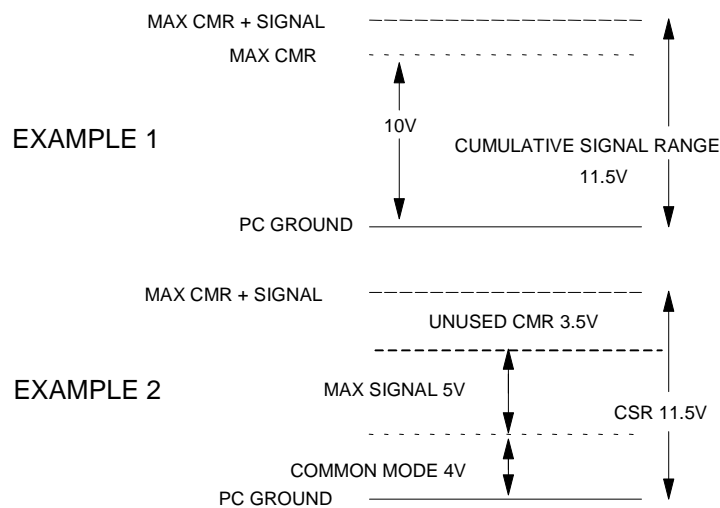 MAX CMR + SIGNAL
MAX CMR
EXAMPLE 1
10V
CUMULATIVE SIGNAL RANGE
11.5V
PC GROUND
MAX CMR + SIGNAL
UNUSED CMR 3.5V
EXAMPLE 2
MAX SIGNAL 5V
CSR 11.5V
COMMON MODE 4V
PC GROUND